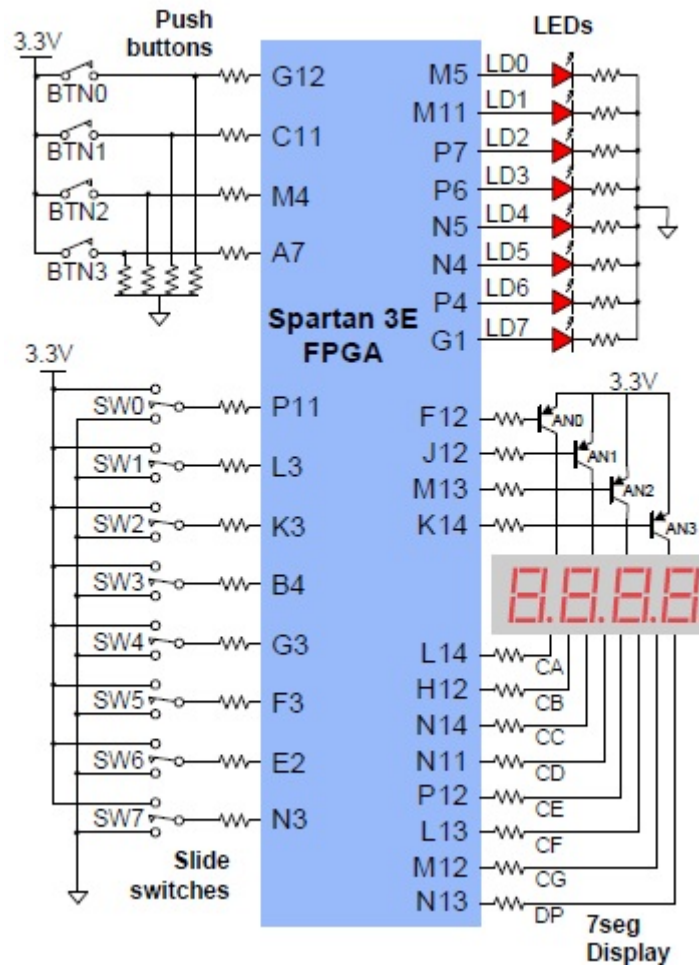 3.3V
Push
buttons
BTN0
BTN1
BTN2
BTN3
G12
C11
M4
A7
Spartan 3E
FPGA
LEDs
M5 LD0
M11 LD1
P7 LD2
P6 LD3
N5 LD4
N4 LD5
P4 LD6
G1 LD7
3.3V
SW0 P11
SW1 L3
SW2 K3
SW3 B4
SW4 G3
SW5 F3
SW6 E2
SW7 N3
Slide
switches
3.3V
F12 AN0
J12 AN1
M13 AN2
K14 AN3
8.8.8.8
L14 CA
H12 CB
N14 CC
N11 CD
P12 CE
L13 CF
M12 CG
N13 DP
7seg
Display